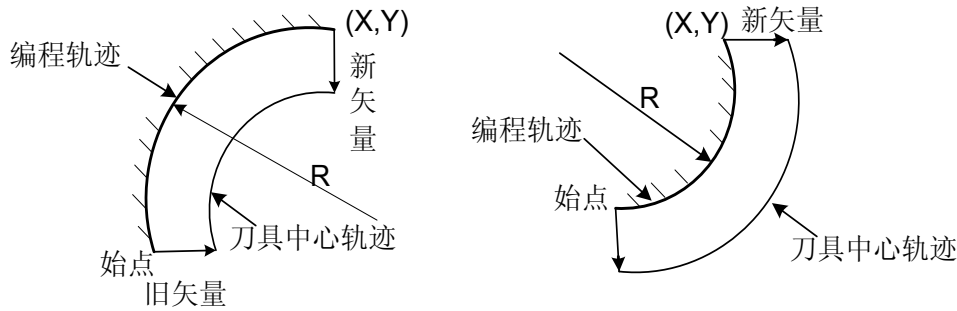 (X,Y)
编程轨迹
新
矢
量
R
刀具中心轨迹
始点
旧矢量
(X,Y)
新矢量
R
编程轨迹
始点
刀具中心轨迹